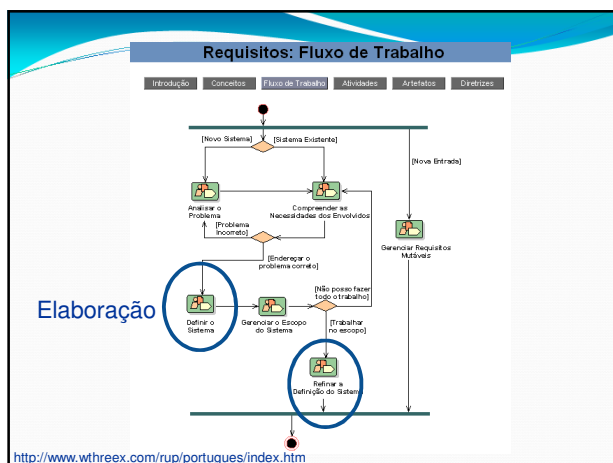 Requisitos: Fluxo de Trabalho
Introdução
Conceitos
Fluxo de Trabalho
Atividades
Artefatos
Diretrizes
[Novo Sistema]
[Sistema Existente]
[Nova Entrada]
Analisar o
Problema
Compreender as
Necessidades dos Envolvidos
[Problema
Incorreto]
Gerenciar Requisitos
Mutáveis
[Endereçar o
problema correto]
[Não posso fazer
todo o trabalho]
Elaboração
Definir o
Sistema
Gerenciar o Escopo
do Sistema
[Trabalhar
no escopo]
Refinar a
Definição do Sistema
http://www.wthreex.com/rup/portugues/index.htm